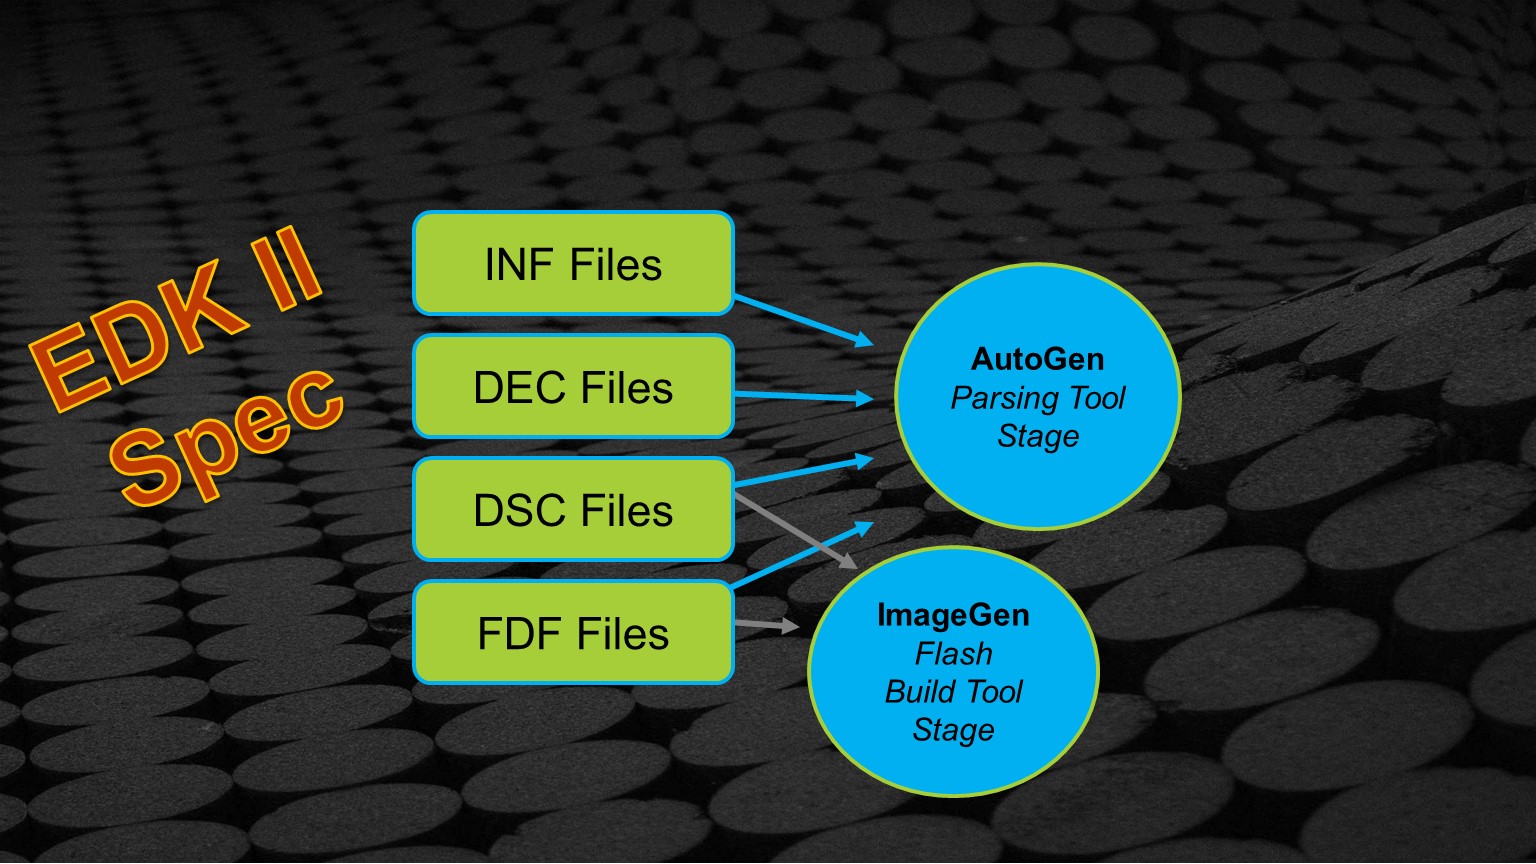 EDK II
Spec
INF Files
DEC Files
DSC Files
FDF Files
AutoGen
Parsing Tool
Stage
ImageGen
Flash
Build Tool
Stage